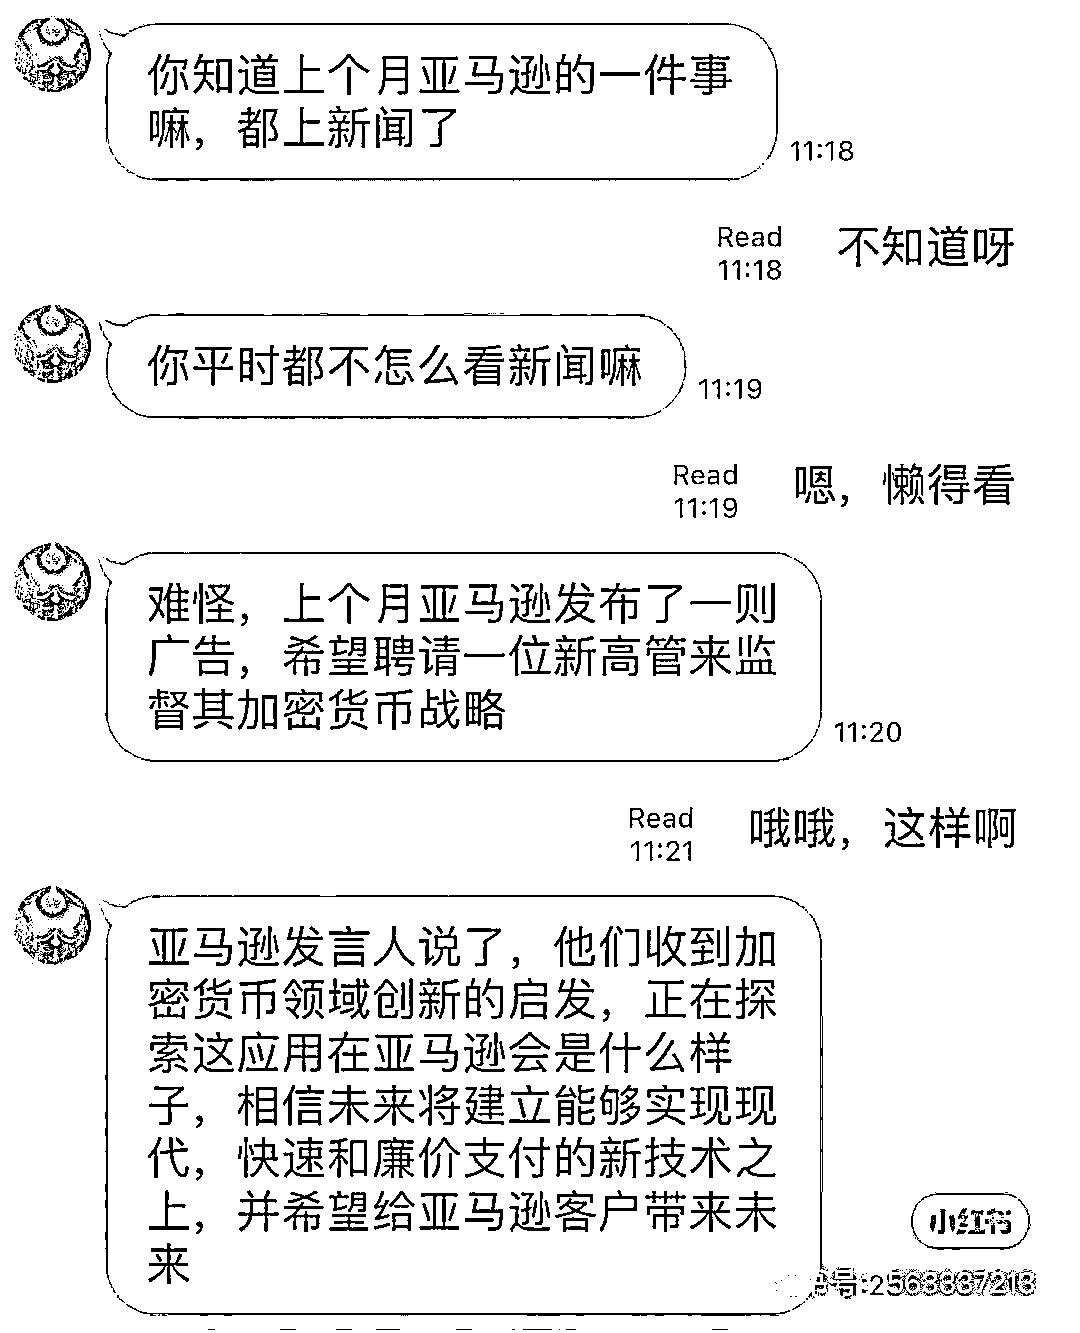 你知道上个月亚马逊的一件事
嘛，都上新闻了
11:18
Read
11:18
不知道呀
你平时都不怎么看新闻嘛
11:19
Read
11:19
嗯，懒得看
难怪，上个月亚马逊发布了一则
广告，希望聘请一位新高管来监
督其加密货币战略
11:20
Read
11:21
哦哦，这样啊
亚马逊发言人说了，他们收到加
密货币领域创新的启发，正在探
索这应用在亚马逊会是什么样
子，相信未来将建立能够实现现
代，快速和廉价支付的新技术之
上，并希望给亚马逊客户带来未
来
小红书
号:2563337213